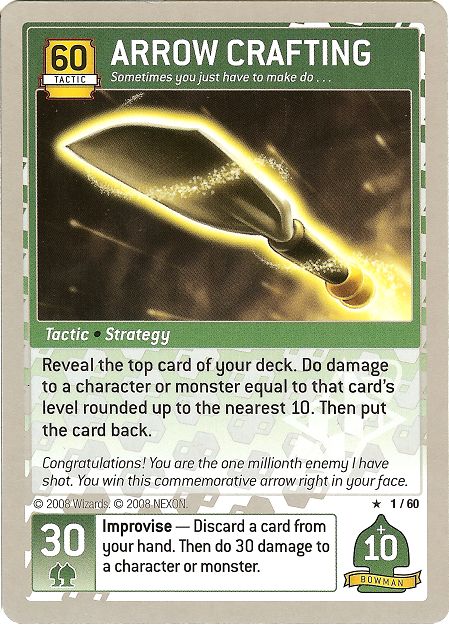 60
TACTIC
ARROW CRAFTING
Sometimes you just have to make do . . .
Tactic • Strategy
Reveal the top card of your deck. Do damage
to a character or monster equal to that card's
level rounded up to the nearest 10. Then put
the card back.
Congratulations! You are the one millionth enemy I have
shot. You win this commemorative arrow right in your face.
© 2008 Wizards. © 2008 NEXON.
★ 1 / 60
30
Improvise — Discard a card from
your hand. Then do 30 damage to
a character or monster.
+
10
BOWMAN